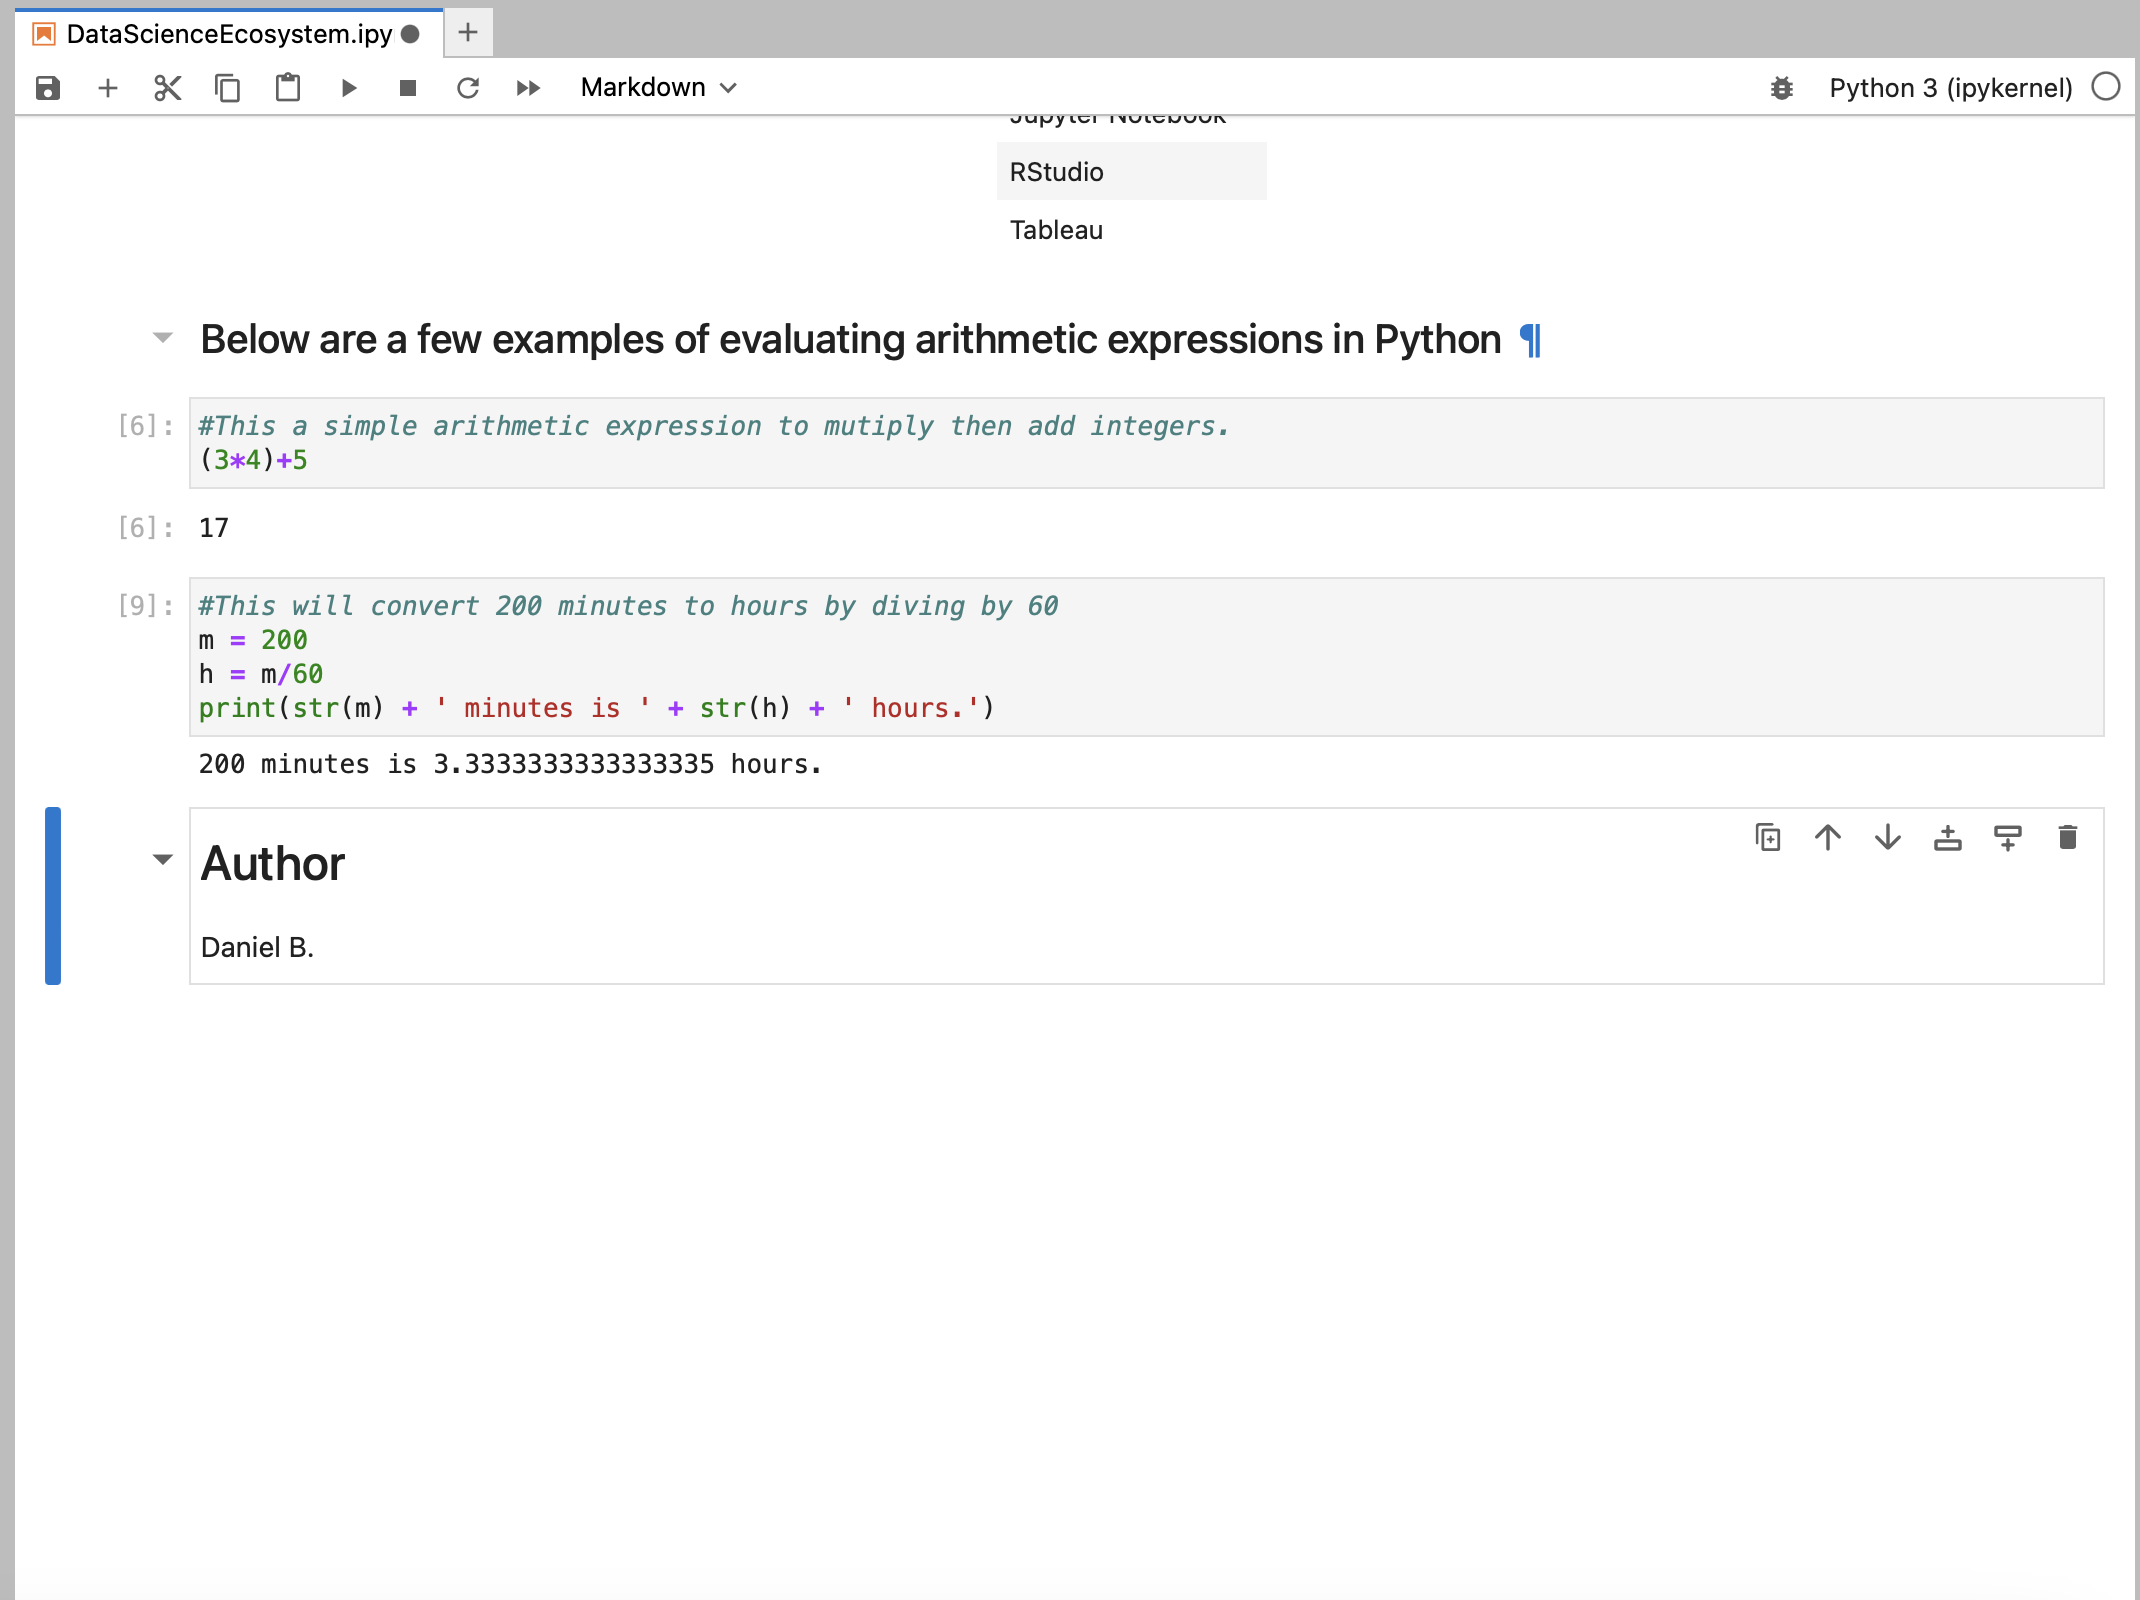 DataScienceEcosystem.ipy
Markdown
Python 3 (ipykernel)
Jupyter Notebook
RStudio
Tableau
Below are a few examples of evaluating arithmetic expressions in Python ¶
[6]:
#This a simple arithmetic expression to mutiply then add integers.
(3*4)+5
[6]:
17
[9]:
#This will convert 200 minutes to hours by diving by 60
m = 200
h = m/60
print(str(m) + ' minutes is ' + str(h) + ' hours.')
200 minutes is 3.3333333333333335 hours.
Author
Daniel B.